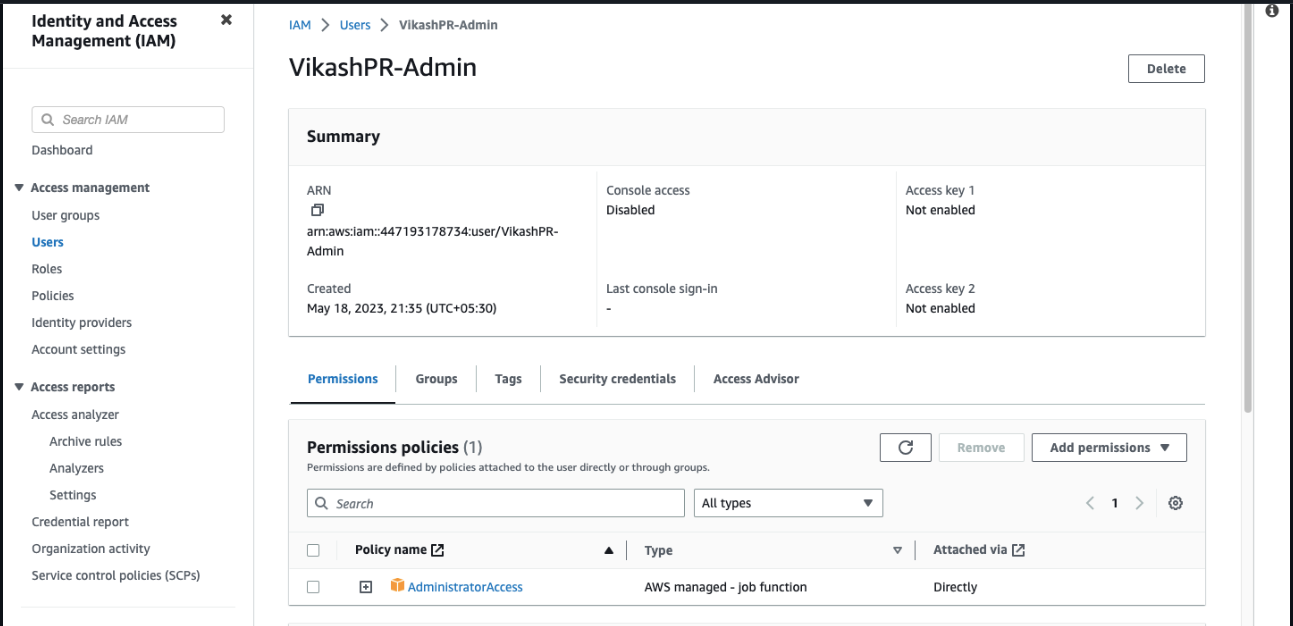 Identity and Access
Management (IAM)
Search IAM
Dashboard
Access management
User groups
Users
Roles
Policies
Identity providers
Account settings
Access reports
Access analyzer
Archive rules
Analyzers
Settings
Credential report
Organization activity
Service control policies (SCPs)
IAM > Users > VikashPR-Admin
VikashPR-Admin
Delete
Summary
ARN
arn:aws:iam::447193178734:user/VikashPR-
Admin
Console access
Disabled
Access key 1
Not enabled
Created
May 18, 2023, 21:35 (UTC+05:30)
Last console sign-in
-
Access key 2
Not enabled
Permissions
Groups
Tags
Security credentials
Access Advisor
Permissions policies (1)
Permissions are defined by policies attached to the user directly or through groups.
Remove
Add permissions
Search
All types
1
Policy name
Type
Attached via
AdministratorAccess
AWS managed - job function
Directly